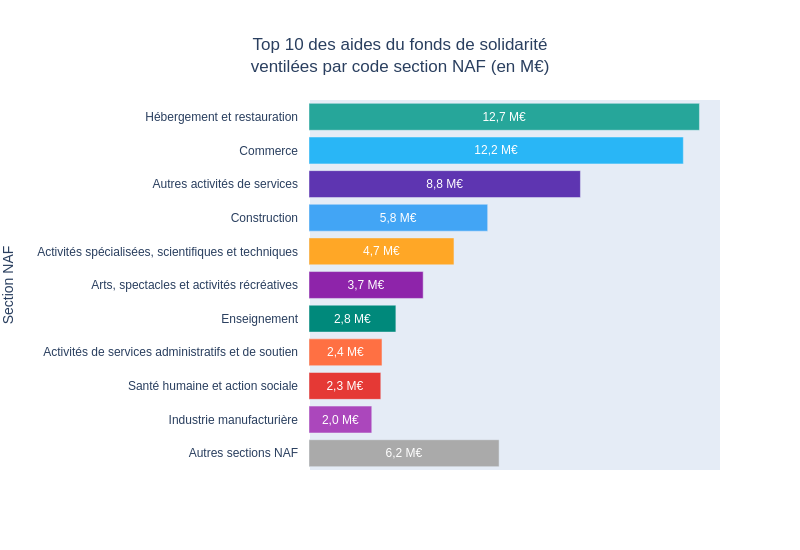 Top 10 des aides du fonds de solidarité
ventilées par code section NAF (en M€)
Section NAF
Hébergement et restauration 12,7 M€
Commerce 12,2 M€
Autres activités de services 8,8 M€
Construction 5,8 M€
Activités spécialisées, scientifiques et techniques 4,7 M€
Arts, spectacles et activités récréatives 3,7 M€
Enseignement 2,8 M€
Activités de services administratifs et de soutien 2,4 M€
Santé humaine et action sociale 2,3 M€
Industrie manufacturière 2,0 M€
Autres sections NAF 6,2 M€